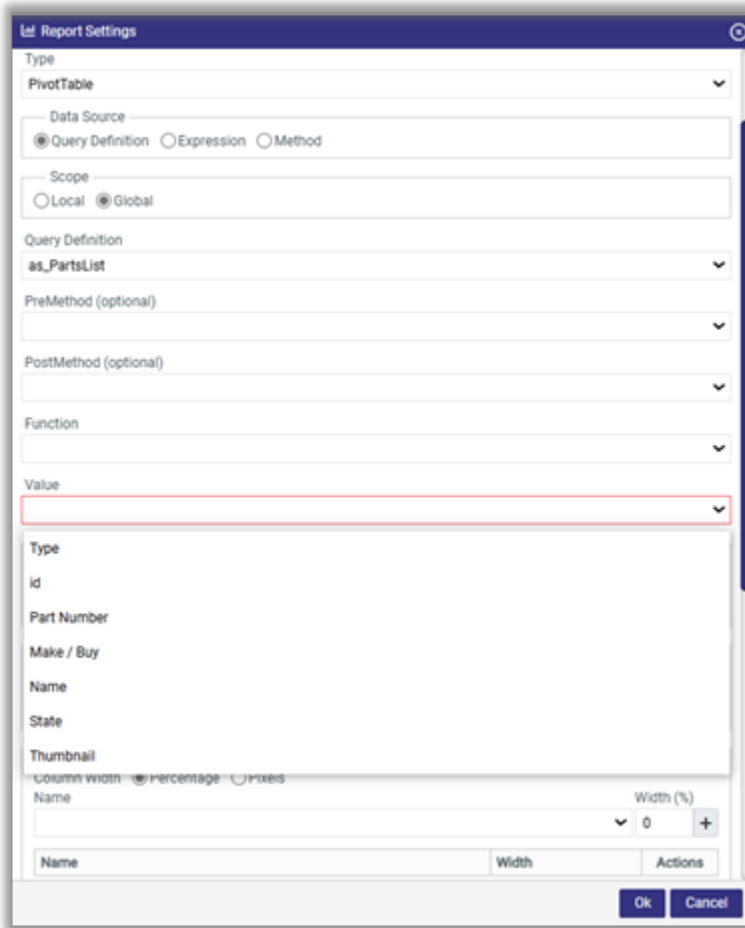 Report Settings
Type
PivotTable
Data Source
Query Definition Expression Method
Scope
Local Global
Query Definition
as_PartsList
PreMethod (optional)
PostMethod (optional)
Function
Value
Type
id
Part Number
Make / Buy
Name
State
Thumbnail
Column Width Percentage Pixels
Name Width (%)
0 +
Name Width Actions
Ok Cancel